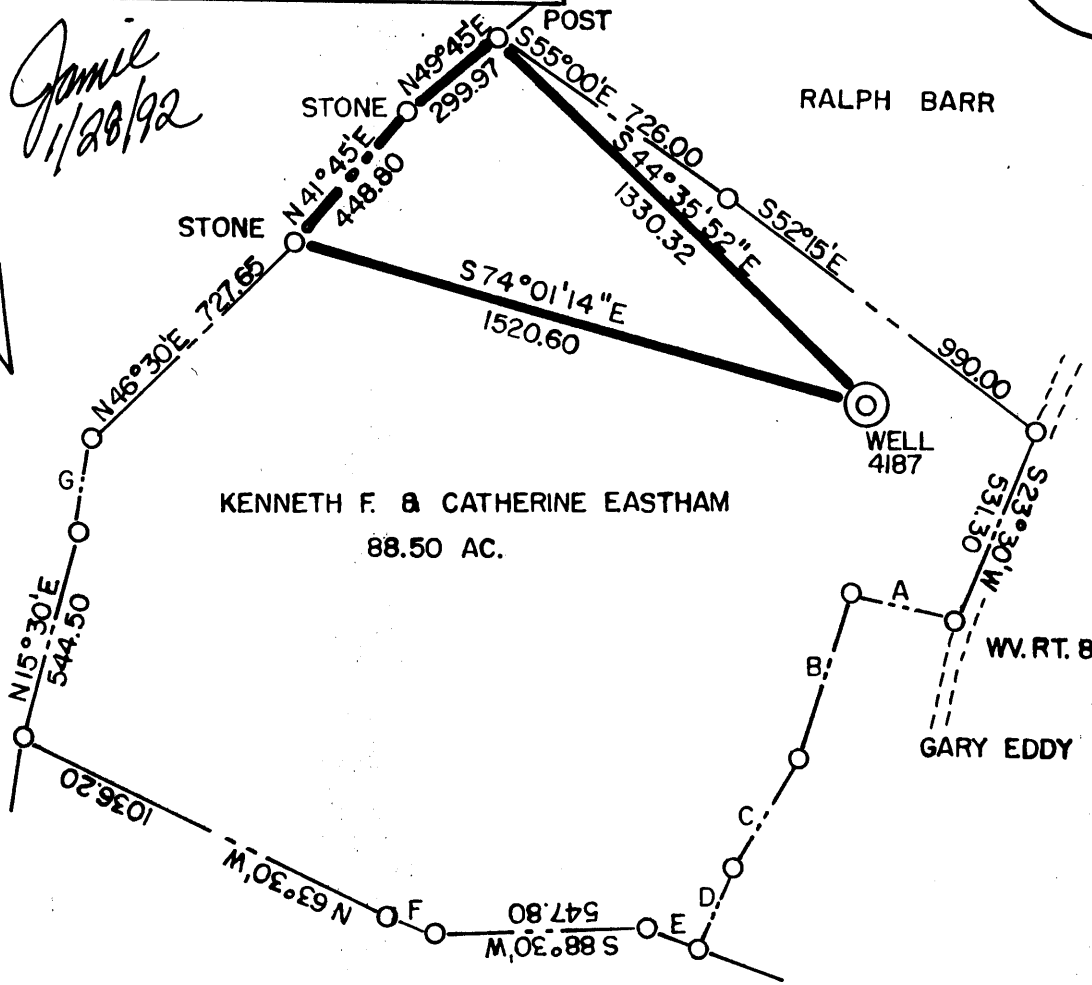 Jamie
1/28/92
POST
N49°45'E
299.97
S55°00'E 726.00
RALPH BARR
STONE
N41°45'E
448.80
S44°35'52"E
1330.32
S52°15'E
990.00
STONE
S74°01'14"E
1520.60
N46°30'E 727.65
WELL
4187
G
KENNETH F. & CATHERINE EASTHAM
88.50 AC.
S23°30'W
531.30
A
WV. RT. 8
B
N15°30'E
544.50
GARY EDDY
1036.20
N 63°30'W
C
D
F
547.80
S 88°30'W
E